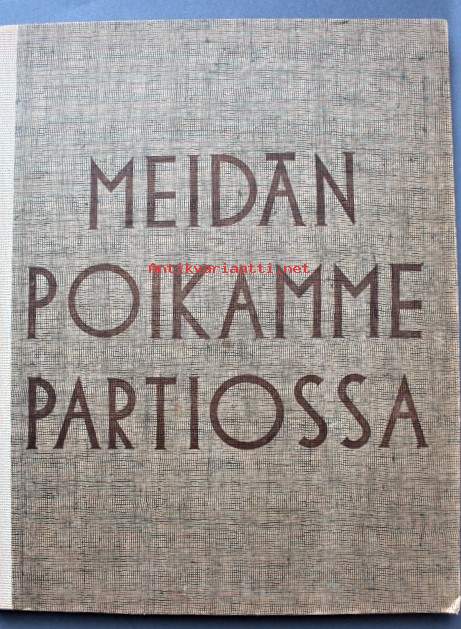 MEIDÄN
Antikvariantti.net
POIKAMME
PARTIOSSA